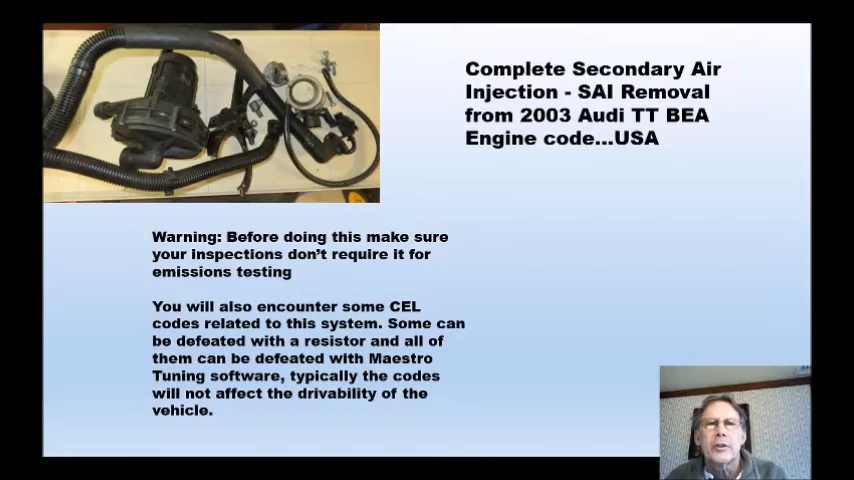 Complete Secondary Air
Injection - SAI Removal
from 2003 Audi TT BEA
Engine code...USA
Warning: Before doing this make sure
your inspections don't require it for
emissions testing
You will also encounter some CEL
codes related to this system. Some can
be defeated with a resistor and all of
them can be defeated with Maestro
Tuning software, typically the codes
will not affect the drivability of the
vehicle.